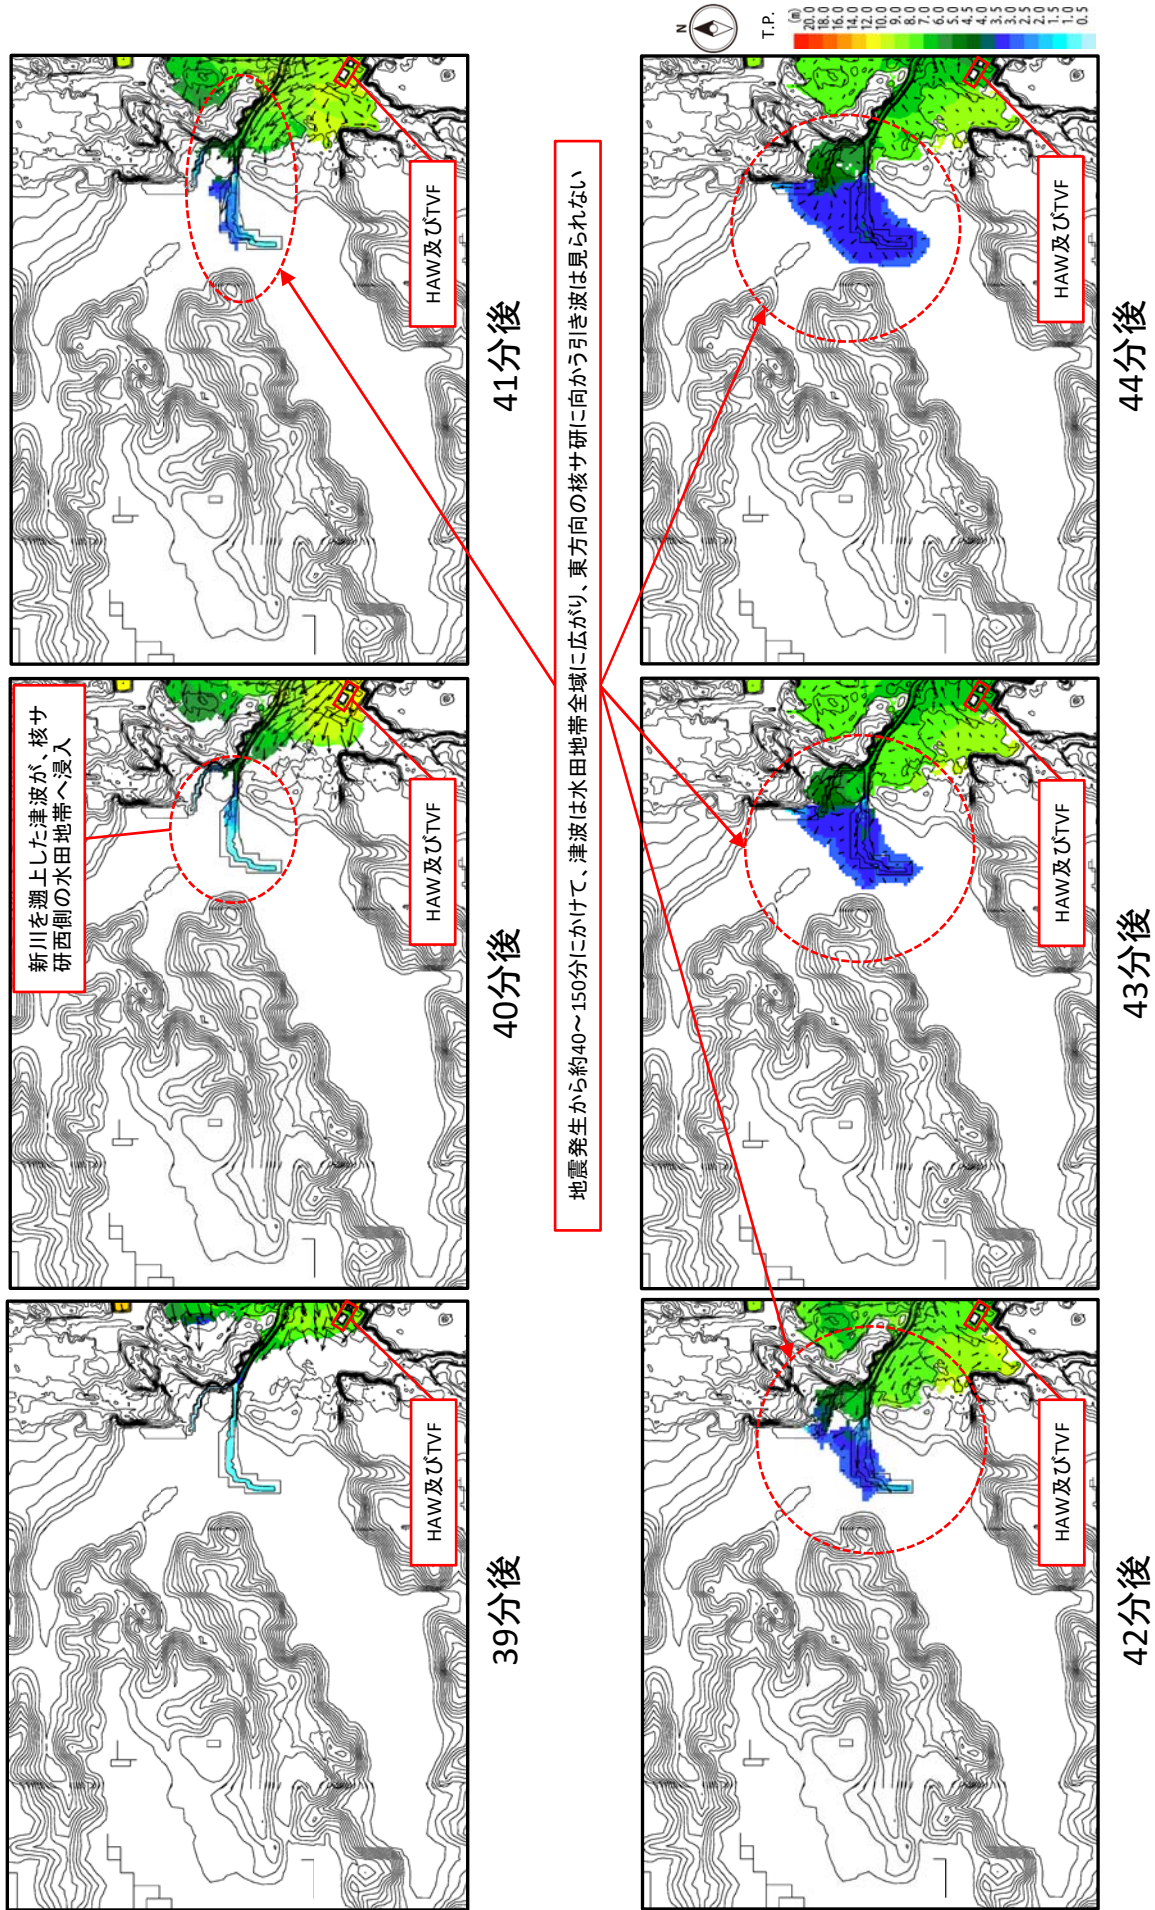 新川を遡上した津波が、核サ
研西側の水田地帯へ浸入
HAW及びTVF
39分後
HAW及びTVF
40分後
HAW及びTVF
41分後
地震発生から約40～150分にかけて、津波は水田地帯全域に広がり、東方向の核サ研に向かう引き波は見られない
N
T.P.
(m)
20.0
18.0
16.0
14.0
12.0
10.0
9.0
8.0
7.0
6.0
5.0
4.5
4.0
3.5
3.0
2.5
2.0
1.5
1.0
0.5
HAW及びTVF
42分後
HAW及びTVF
43分後
HAW及びTVF
44分後